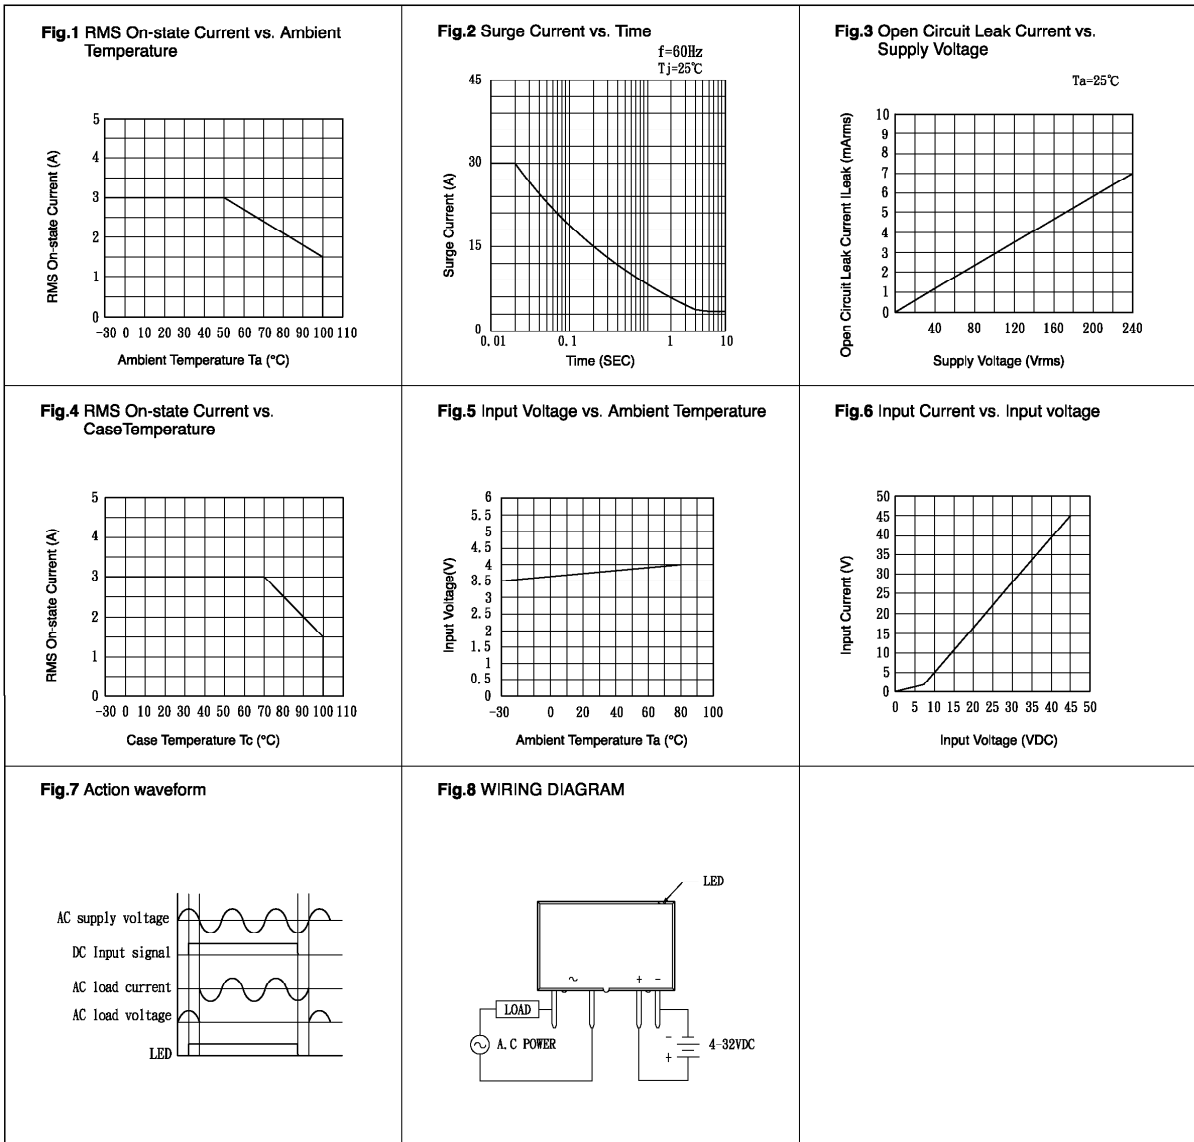 Fig.1 RMS On-state Current vs. Ambient
Temperature
5
4
3
2
1
0
RMS On-state Current (A)
-30 0 10 20 30 40 50 60 70 80 90 100 110
Ambient Temperature Ta (°C)
Fig.2 Surge Current vs. Time
f=60Hz
Tj=25℃
45
30
15
0
Surge Current (A)
0.01 0.1 1 10
Time (SEC)
Fig.3 Open Circuit Leak Current vs.
Supply Voltage
Ta=25℃
10
9
8
7
6
5
4
3
2
1
0
Open Circuit Leak Current ILeak (mArms)
40 80 120 160 200 240
Supply Voltage (Vrms)
Fig.4 RMS On-state Current vs.
CaseTemperature
5
4
3
2
1
0
RMS On-state Current (A)
-30 0 10 20 30 40 50 60 70 80 90 100 110
Case Temperature Tc (°C)
Fig.5 Input Voltage vs. Ambient Temperature
6
5.5
5
4.5
4
3.5
3
2.5
2
1.5
1
0.5
0
Input Voltage(V)
-30 0 20 40 60 80 100
Ambient Temperature Ta (°C)
Fig.6 Input Current vs. Input voltage
50
45
40
35
30
25
20
15
10
5
0
Input Current (V)
0 5 10 15 20 25 30 35 40 45 50
Input Voltage (VDC)
Fig.7 Action waveform
AC supply voltage
DC Input signal
AC load current
AC load voltage
LED
Fig.8 WIRING DIAGRAM
LED
~ + -
LOAD
A.C POWER
-
+
4-32VDC